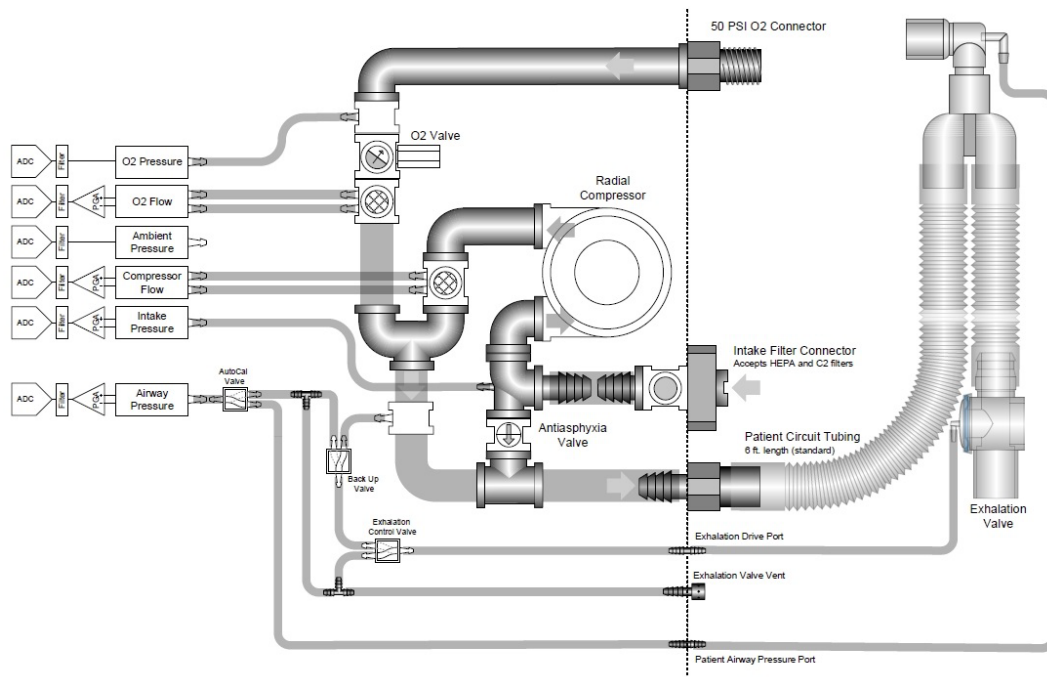 50 PSI O2 Connector
O2 Valve
ADC
Filter
O2 Pressure
ADC
Filter
PGA
O2 Flow
Radial
Compressor
ADC
Filter
Ambient
Pressure
ADC
Filter
PGA
Compressor
Flow
ADC
Filter
PGA
Intake
Pressure
Intake Filter Connector
Accepts HEPA and C2 filters
AutoCal
Valve
ADC
Filter
PGA
Airway
Pressure
Antiasphyxia
Valve
Patient Circuit Tubing
6 ft. length (standard)
Back Up
Valve
Exhalation
Valve
Exhalation
Control Valve
Exhalation Drive Port
Exhalation Valve Vent
Patient Airway Pressure Port